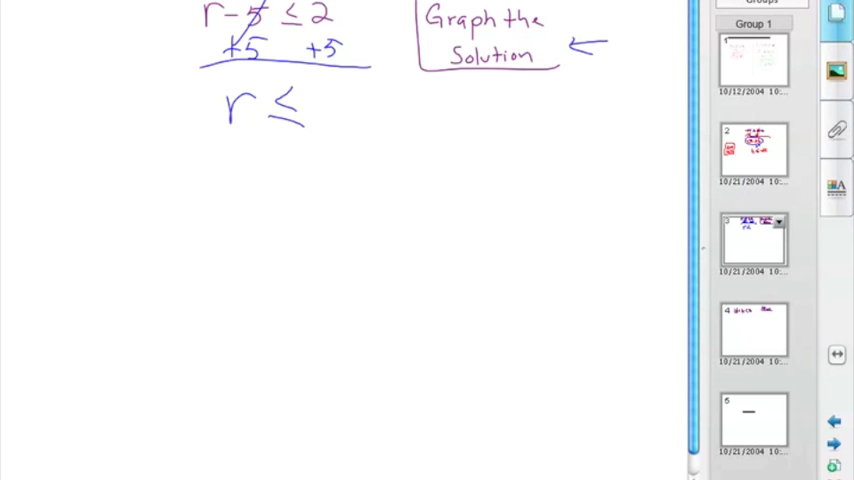 r - 5 ≤ 2
+5 +5
r ≤
Graph the
Solution
Groups
Group 1
1
10/12/2004 10:...
2
10/21/2004 10:...
3
10/21/2004 10:...
4
10/21/2004 10:...
5
10/21/2004 10:...